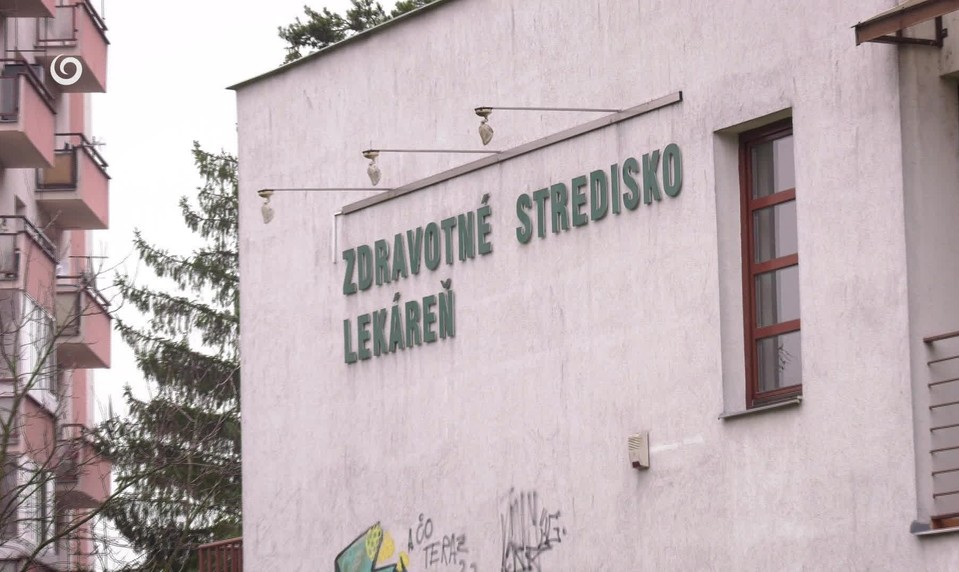 ZDRAVOTNÉ STREDISKO
LEKÁREŇ
A ČO
TERAZ